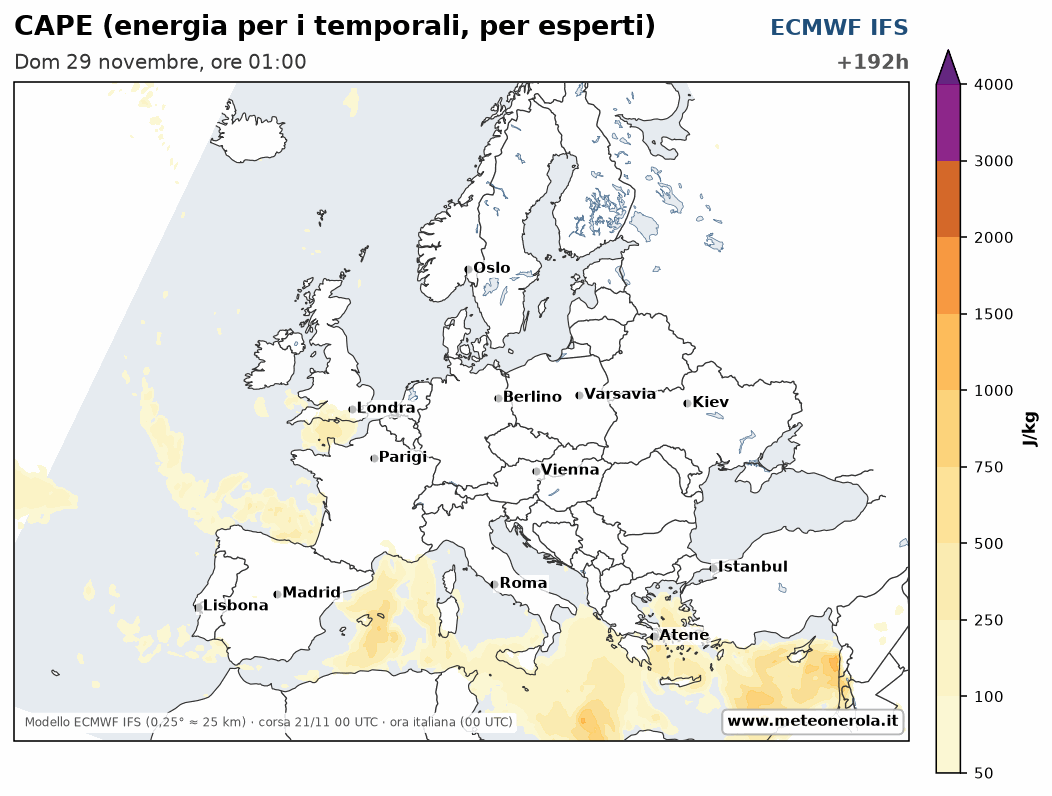 CAPE (energia per i temporali, per esperti)
ECMWF IFS
Dom 29 novembre, ore 01:00
+192h
4000
3000
2000
1500
1000
750
500
250
100
50
J/kg
Oslo
Londra
Berlino
Varsavia
Kiev
Parigi
Vienna
Istanbul
Roma
Madrid
Lisbona
Atene
Modello ECMWF IFS (0,25° ≈ 25 km) · corsa 21/11 00 UTC · ora italiana (00 UTC)
www.meteonerola.it